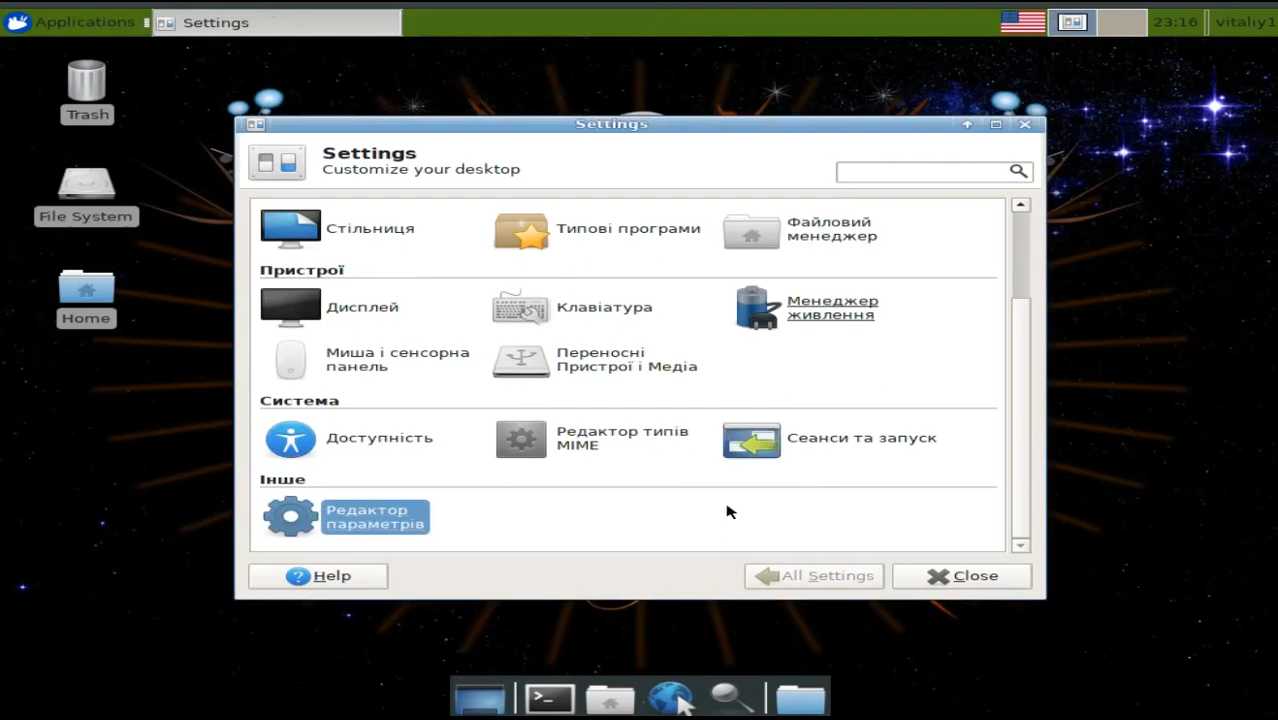 Applications
Settings
23:16
vitaliy1
Trash
File System
Home
Settings
Settings
Customize your desktop
Стільниця
Типові програми
Файловий
менеджер
Пристрої
Дисплей
Клавіатура
Менеджер
живлення
Миша і сенсорна
панель
Переносні
Пристрої і Медіа
Система
Доступність
Редактор типів
MIME
Сеанси та запуск
Інше
Редактор
параметрів
Help
All Settings
Close